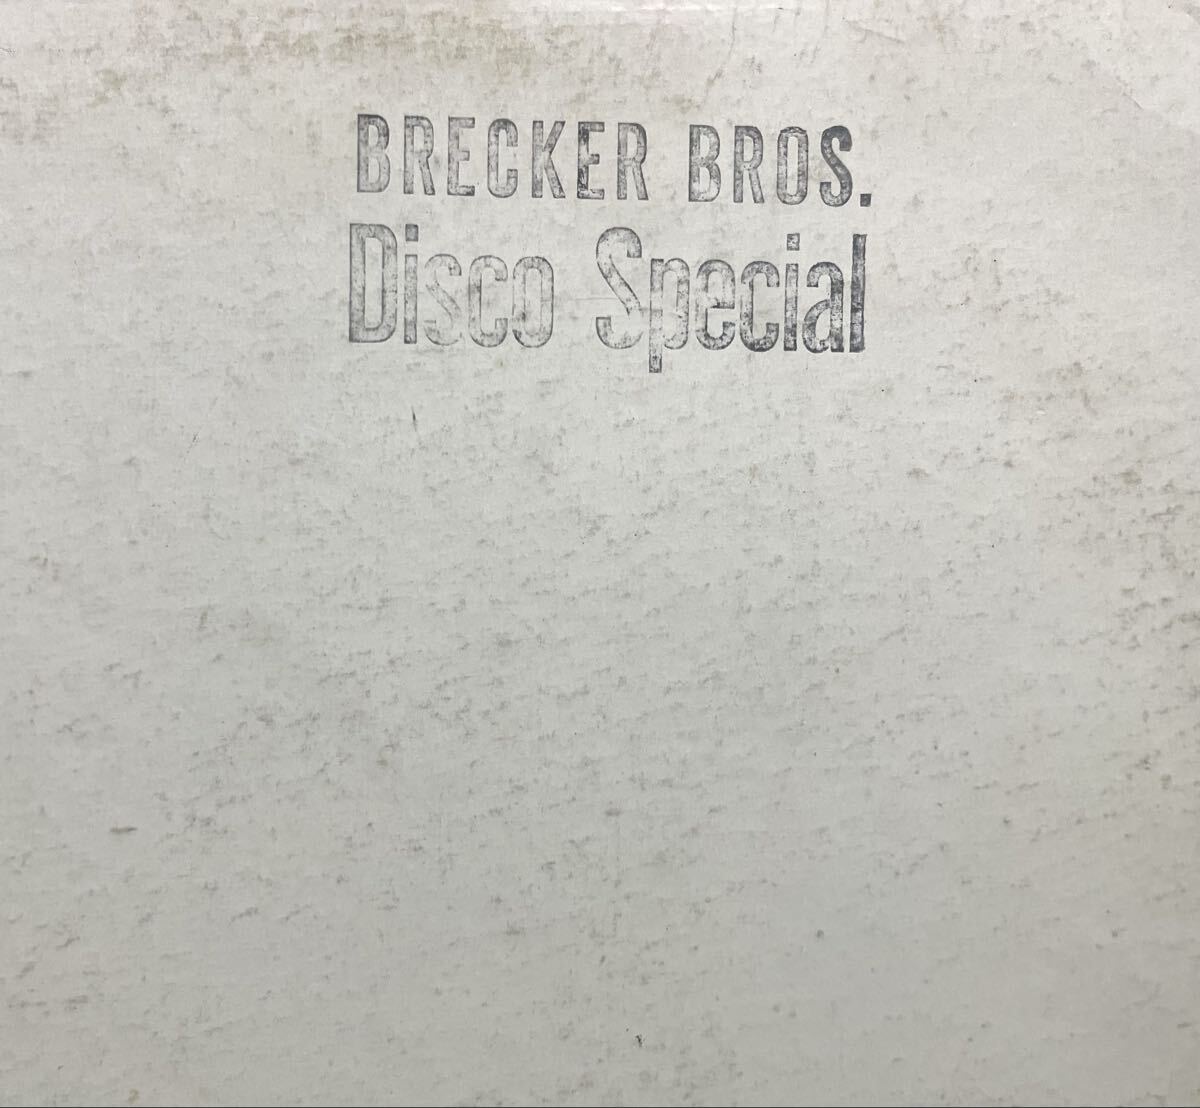 BRECKER BROS.
Disco Special